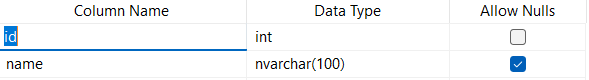 Column Name Data Type Allow Nulls
id int
name nvarchar(100)